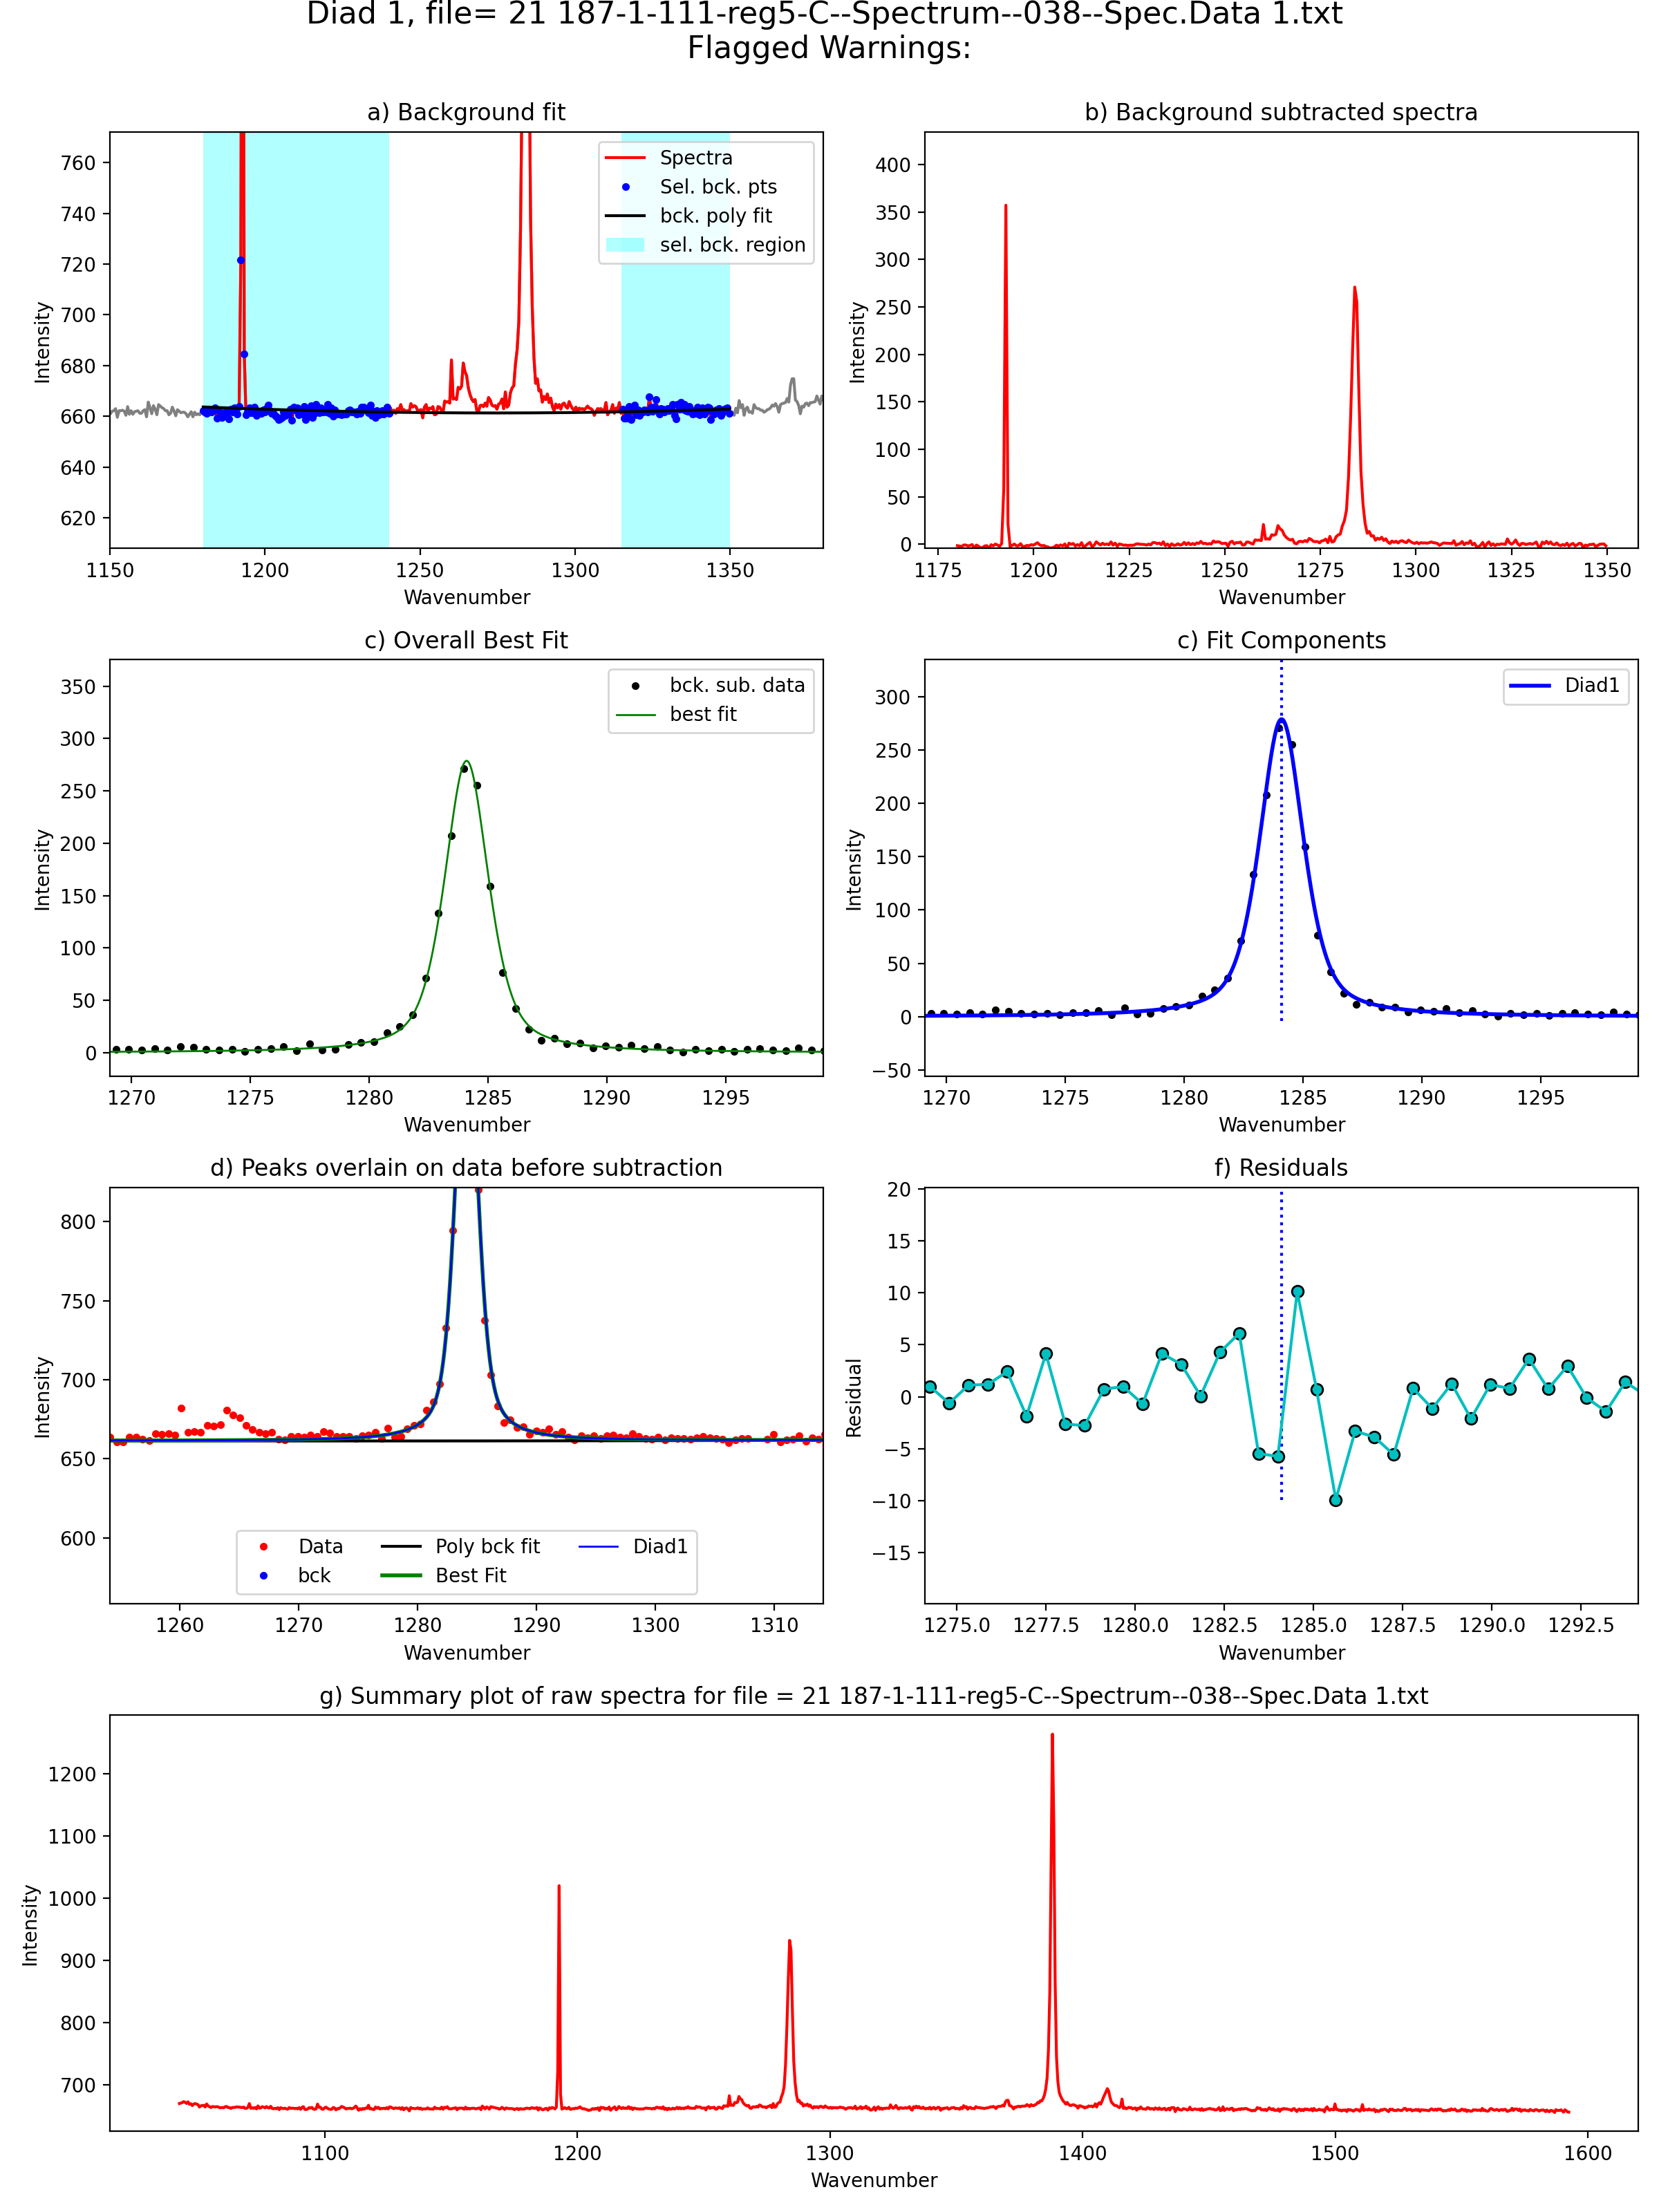 Diad 1, file= 21 187-1-111-reg5-C--Spectrum--038--Spec.Data 1.txt
Flagged Warnings:
a) Background fit
Intensity
760
740
720
700
680
660
640
620
1150
1200
1250
1300
1350
Wavenumber
Spectra
Sel. bck. pts
bck. poly fit
sel. bck. region
b) Background subtracted spectra
Intensity
400
350
300
250
200
150
100
50
0
1175
1200
1225
1250
1275
1300
1325
1350
Wavenumber
c) Overall Best Fit
Intensity
350
300
250
200
150
100
50
0
1270
1275
1280
1285
1290
1295
Wavenumber
bck. sub. data
best fit
c) Fit Components
Intensity
300
250
200
150
100
50
0
−50
1270
1275
1280
1285
1290
1295
Wavenumber
Diad1
d) Peaks overlain on data before subtraction
Intensity
800
750
700
650
600
1260
1270
1280
1290
1300
1310
Wavenumber
Data
bck
Poly bck fit
Best Fit
Diad1
f) Residuals
Residual
20
15
10
5
0
−5
−10
−15
1275.0
1277.5
1280.0
1282.5
1285.0
1287.5
1290.0
1292.5
Wavenumber
g) Summary plot of raw spectra for file = 21 187-1-111-reg5-C--Spectrum--038--Spec.Data 1.txt
Intensity
1200
1100
1000
900
800
700
1100
1200
1300
1400
1500
1600
Wavenumber